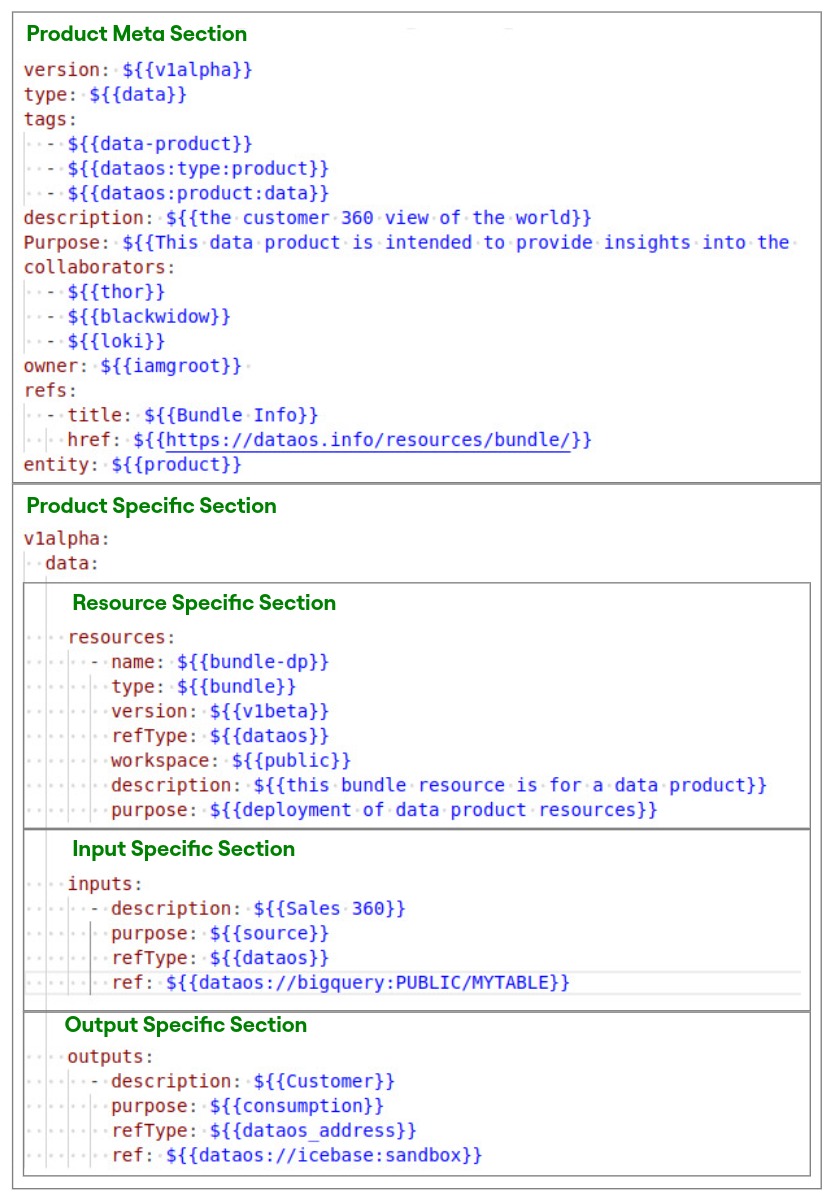 Product Meta Section
version: ${{v1alpha}}
type: ${{data}}
tags:
  - ${{data-product}}
  - ${{dataos:type:product}}
  - ${{dataos:product:data}}
description: ${{the customer 360 view of the world}}
Purpose: ${{This data product is intended to provide insights into the
collaborators:
  - ${{thor}}
  - ${{blackwidow}}
  - ${{loki}}
owner: ${{iamgroot}}
refs:
  - title: ${{Bundle Info}}
    href: ${{https://dataos.info/resources/bundle/}}
entity: ${{product}}
Product Specific Section
v1alpha:
  data:
Resource Specific Section
    resources:
      - name: ${{bundle-dp}}
        type: ${{bundle}}
        version: ${{v1beta}}
        refType: ${{dataos}}
        workspace: ${{public}}
        description: ${{this bundle resource is for a data product}}
        purpose: ${{deployment of data product resources}}
Input Specific Section
    inputs:
      - description: ${{Sales 360}}
        purpose: ${{source}}
        refType: ${{dataos}}
        ref: ${{dataos://bigquery:PUBLIC/MYTABLE}}
Output Specific Section
    outputs:
      - description: ${{Customer}}
        purpose: ${{consumption}}
        refType: ${{dataos_address}}
        ref: ${{dataos://icebase:sandbox}}